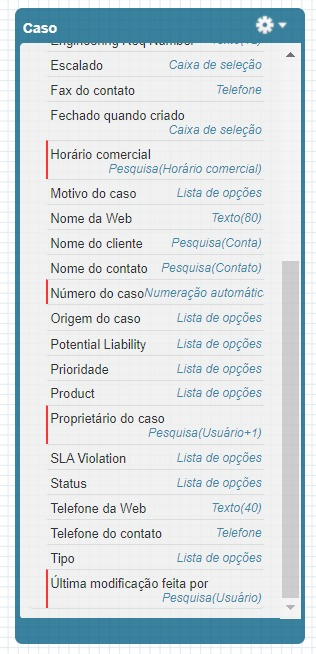 Caso
Engineering Req Number
Escalado Caixa de seleção
Fax do contato Telefone
Fechado quando criado
Caixa de seleção
Horário comercial
Pesquisa(Horário comercial)
Motivo do caso Lista de opções
Nome da Web Texto(80)
Nome do cliente Pesquisa(Conta)
Nome do contato Pesquisa(Contato)
Número do caso Numeração automátic
Origem do caso Lista de opções
Potential Liability Lista de opções
Prioridade Lista de opções
Product Lista de opções
Proprietário do caso
Pesquisa(Usuário+1)
SLA Violation Lista de opções
Status Lista de opções
Telefone da Web Texto(40)
Telefone do contato Telefone
Tipo Lista de opções
Última modificação feita por
Pesquisa(Usuário)